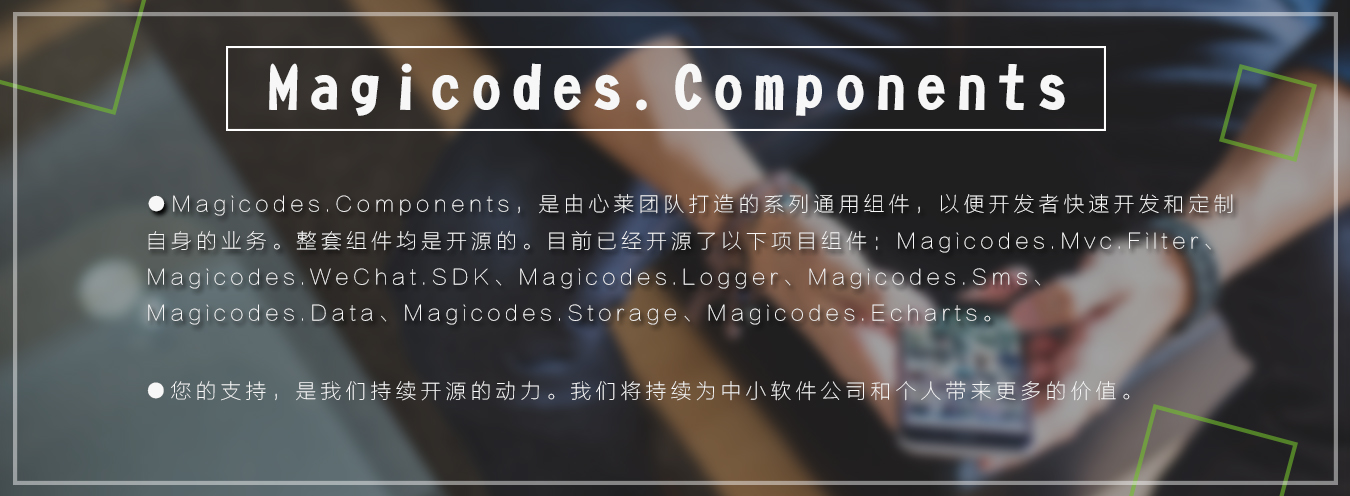 Magicodes.Components
●Magicodes.Components，是由心莱团队打造的系列通用组件，以便开发者快速开发和定制
自身的业务。整套组件均是开源的。目前已经开源了以下项目组件；Magicodes.Mvc.Filter、
Magicodes.WeChat.SDK、Magicodes.Logger、Magicodes.Sms、
Magicodes.Data、Magicodes.Storage、Magicodes.Echarts。
●您的支持，是我们持续开源的动力。我们将持续为中小软件公司和个人带来更多的价值。